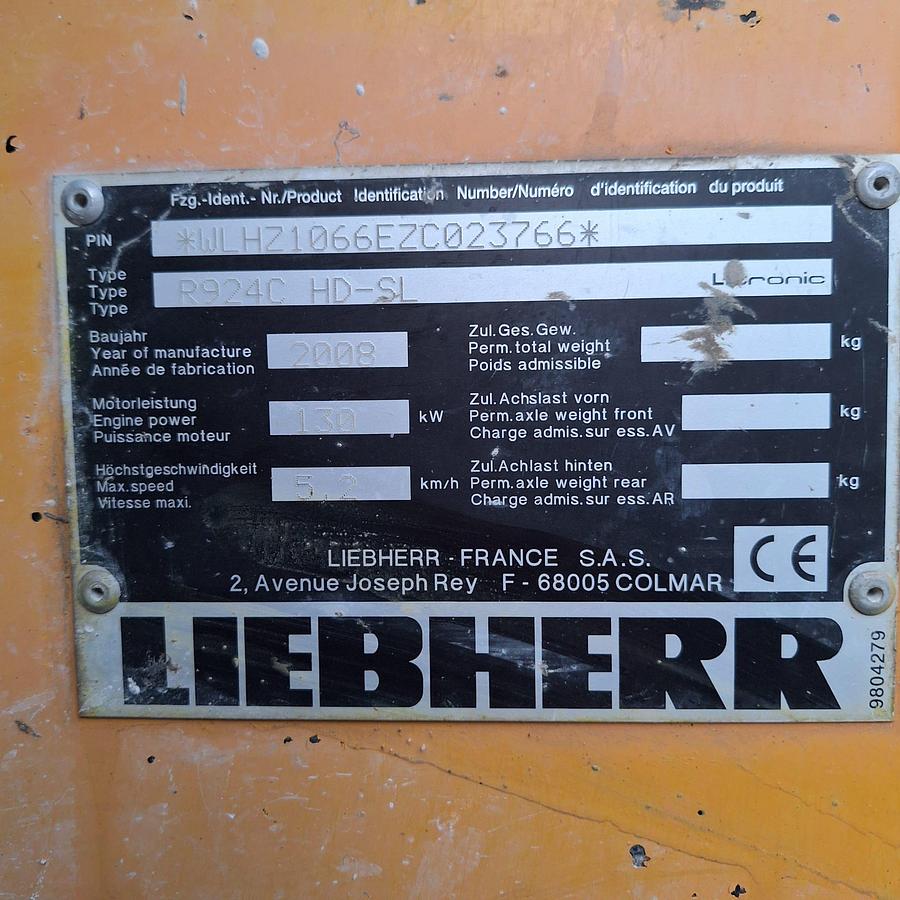 Fzg.-Ident.- Nr./Product Identification Number/Numéro d'identification du produit
PIN *WLHZ1066EZC023766*
Type
Type R924C HD-SL Litronic
Type
Baujahr
Year of manufacture 2008
Année de fabrication
Zul.Ges.Gew.
Perm.total weight kg
Poids admissible
Motorleistung
Engine power 130 kW
Puissance moteur
Zul.Achslast vorn
Perm.axle weight front kg
Charge admis.sur ess.AV
Höchstgeschwindigkeit
Max.speed 5,2 km/h
Vitesse maxi.
Zul.Achlast hinten
Perm.axle weight rear kg
Charge admis.sur ess.AR
LIEBHERR - FRANCE S.A.S.
2, Avenue Joseph Rey F - 68005 COLMAR
CE
LIEBHERR
9804279